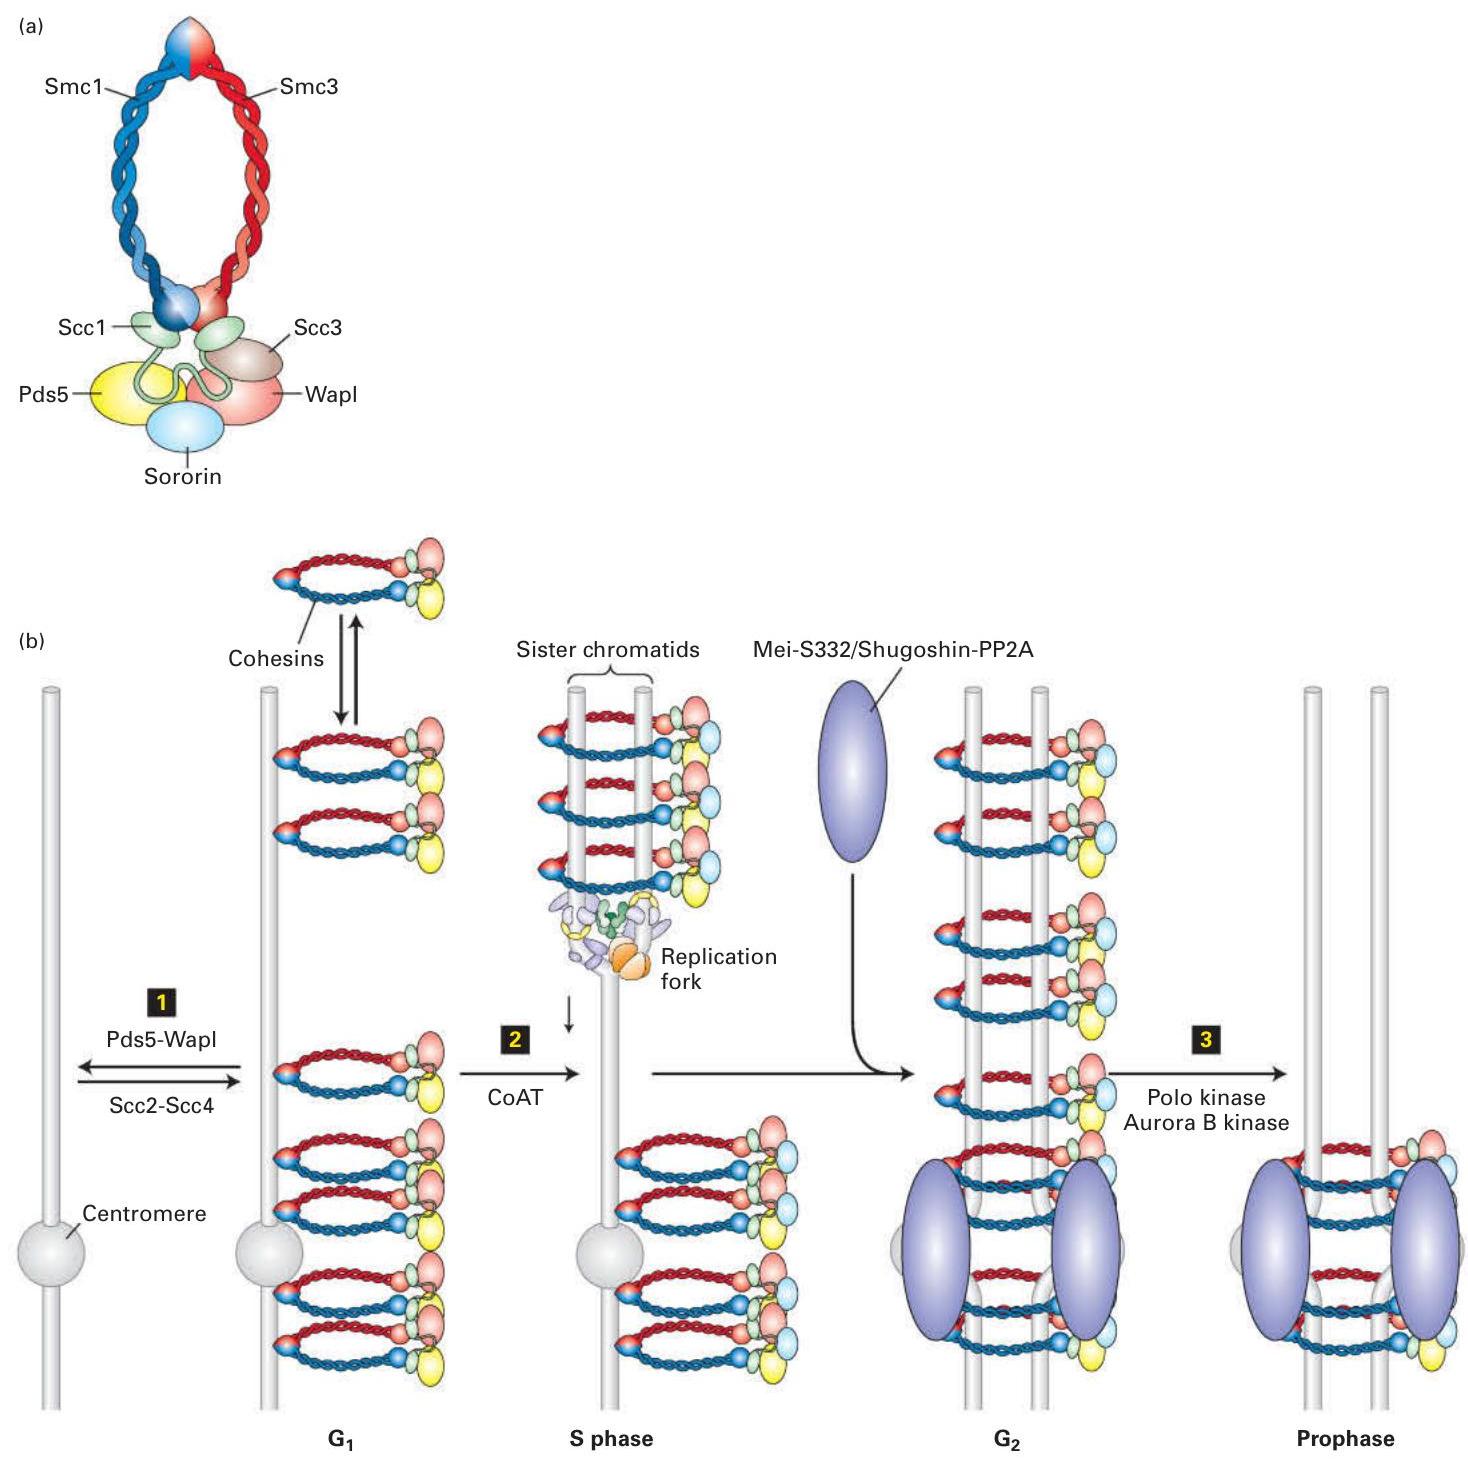 (a)
Smc1
Smc3
Scc1
Scc3
Pds5
Wapl
Sororin
(b)
Cohesins
Sister chromatids
Mei-S332/Shugoshin-PP2A
Replication
fork
1
Pds5-Wapl
Scc2-Scc4
2
CoAT
3
Polo kinase
Aurora B kinase
Centromere
G₁
S phase
G₂
Prophase